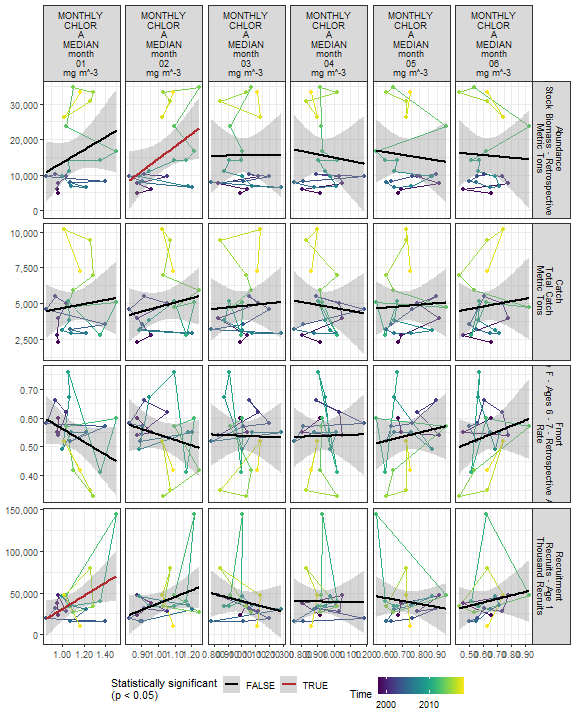 MONTHLY MONTHLY MONTHLY MONTHLY MONTHLY MONTHLY
CHLOR CHLOR CHLOR CHLOR CHLOR CHLOR
A A A A A A
MEDIAN MEDIAN MEDIAN MEDIAN MEDIAN MEDIAN
month month month month month month
01 02 03 04 05 06
mg m^-3 mg m^-3 mg m^-3 mg m^-3 mg m^-3 mg m^-3
30,000
20,000
10,000
0
Abundance
Stock Biomass - Retrospective
Metric Tons
10,000
7,500
5,000
2,500
Catch
Total Catch
Metric Tons
0.70
0.60
0.50
0.40
Fmort
F - Ages 6 - 7 - Retrospective
Rate
150,000
100,000
50,000
0
Recruitment
Recruits - Age 1
Thousand Recruits
1.00 1.20 1.40
Statistically significant
(p < 0.05)
FALSE TRUE
Time
2000 2010